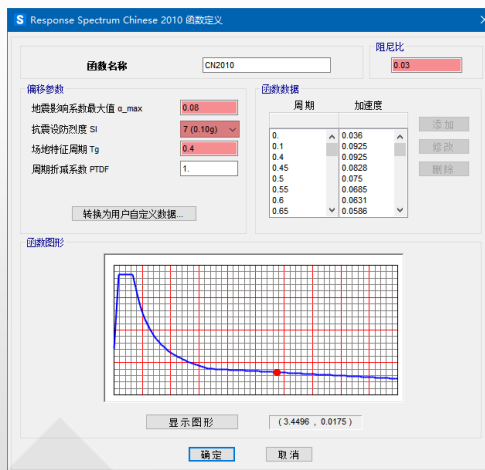 S Response Spectrum Chinese 2010 函数定义
函数名称
CN2010
阻尼比
0.03
偏移参数
地震影响系数最大值 α_max
0.08
抗震设防烈度 SI
7 (0.10g)
场地特征周期 Tg
0.4
周期折减系数 PTDF
1.
转换为用户自定义数据...
函数数据
周期 加速度
0. 0.036
0.1 0.0925
0.4 0.0925
0.45 0.0828
0.5 0.075
0.55 0.0685
0.6 0.0631
0.65 0.0586
添加
修改
删除
函数图形
显示图形
(3.4496 , 0.0175)
确定
取消